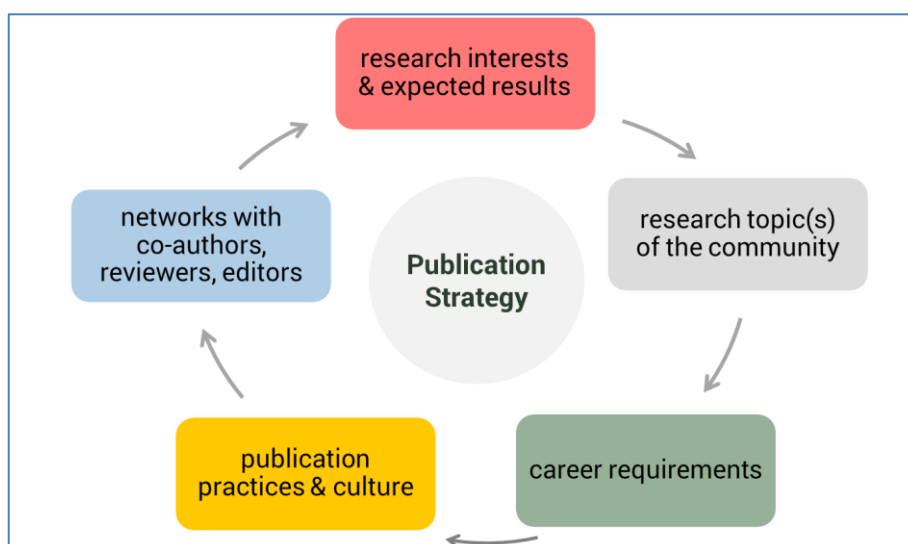 research interests
& expected results
research topic(s)
of the community
career requirements
publication
practices & culture
networks with
co-authors,
reviewers, editors
Publication
Strategy